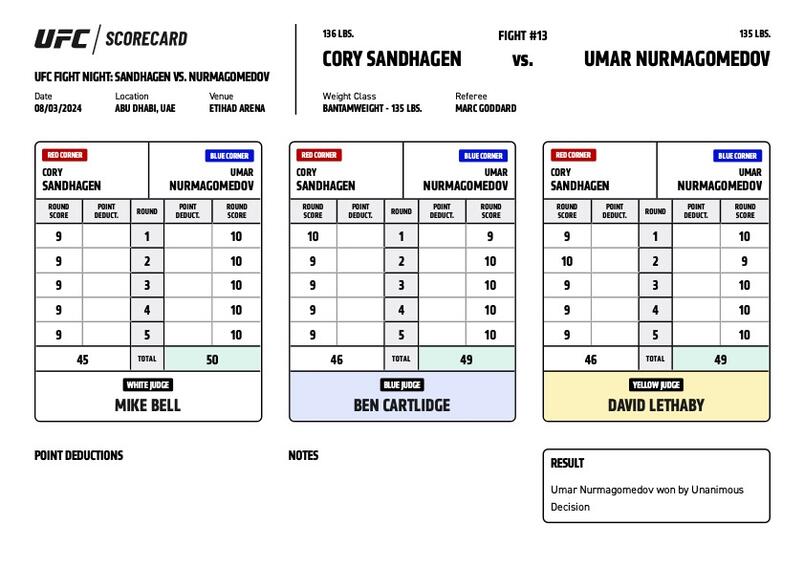 UFC / SCORECARD
UFC FIGHT NIGHT: SANDHAGEN VS. NURMAGOMEDOV
Date Location Venue
08/03/2024 ABU DHABI, UAE ETIHAD ARENA
136 LBS. FIGHT #13 135 LBS.
CORY SANDHAGEN vs. UMAR NURMAGOMEDOV
Weight Class Referee
BANTAMWEIGHT - 135 LBS. MARC GODDARD
RED CORNER BLUE CORNER
CORY UMAR
SANDHAGEN NURMAGOMEDOV
ROUND POINT ROUND POINT ROUND
SCORE DEDUCT. DEDUCT. SCORE
9 1 10
9 2 10
9 3 10
9 4 10
9 5 10
45 TOTAL 50
WHITE JUDGE
MIKE BELL
RED CORNER BLUE CORNER
CORY UMAR
SANDHAGEN NURMAGOMEDOV
ROUND POINT ROUND POINT ROUND
SCORE DEDUCT. DEDUCT. SCORE
10 1 9
9 2 10
9 3 10
9 4 10
9 5 10
46 TOTAL 49
BLUE JUDGE
BEN CARTLIDGE
RED CORNER BLUE CORNER
CORY UMAR
SANDHAGEN NURMAGOMEDOV
ROUND POINT ROUND POINT ROUND
SCORE DEDUCT. DEDUCT. SCORE
9 1 10
10 2 9
9 3 10
9 4 10
9 5 10
46 TOTAL 49
YELLOW JUDGE
DAVID LETHABY
POINT DEDUCTIONS
NOTES
RESULT
Umar Nurmagomedov won by Unanimous
Decision